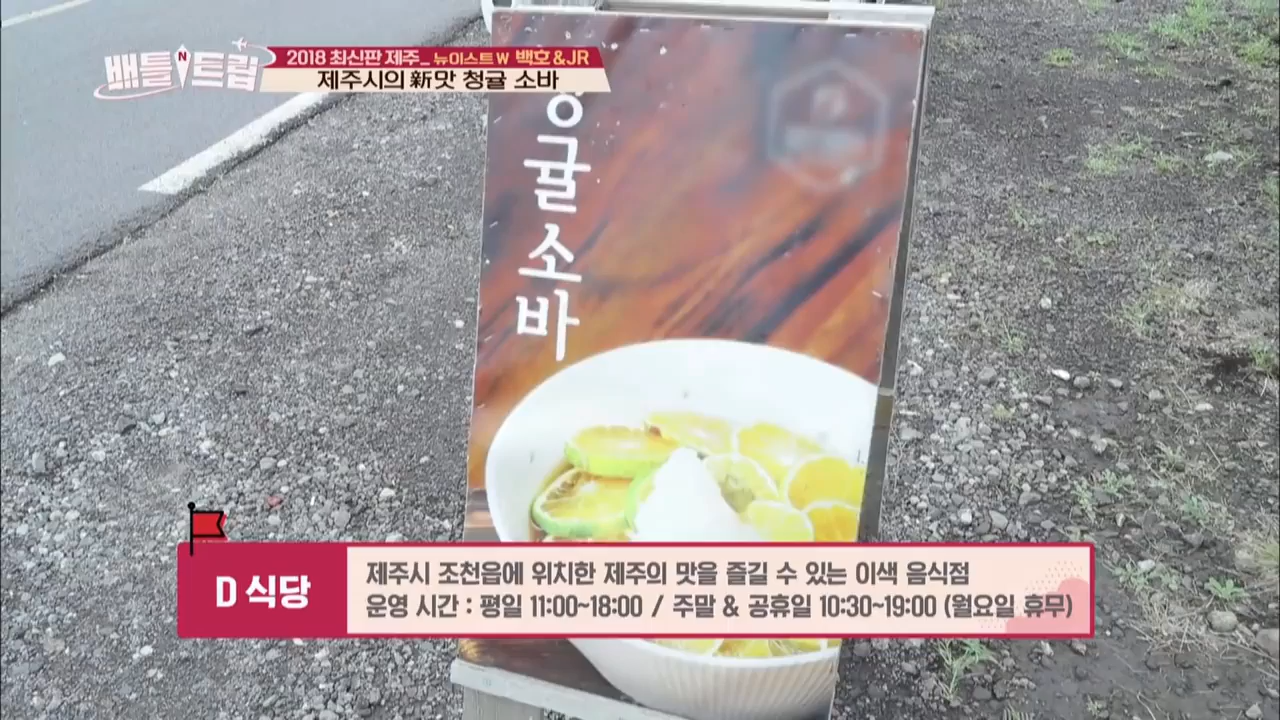 배틀트립
N
2018 최신판 제주_ 뉴이스트W 백호&JR
제주시의 新맛 청귤 소바
귤소바
D 식당
제주시 조천읍에 위치한 제주의 맛을 즐길 수 있는 이색 음식점
운영 시간 : 평일 11:00~18:00 / 주말 & 공휴일 10:30~19:00 (월요일 휴무)